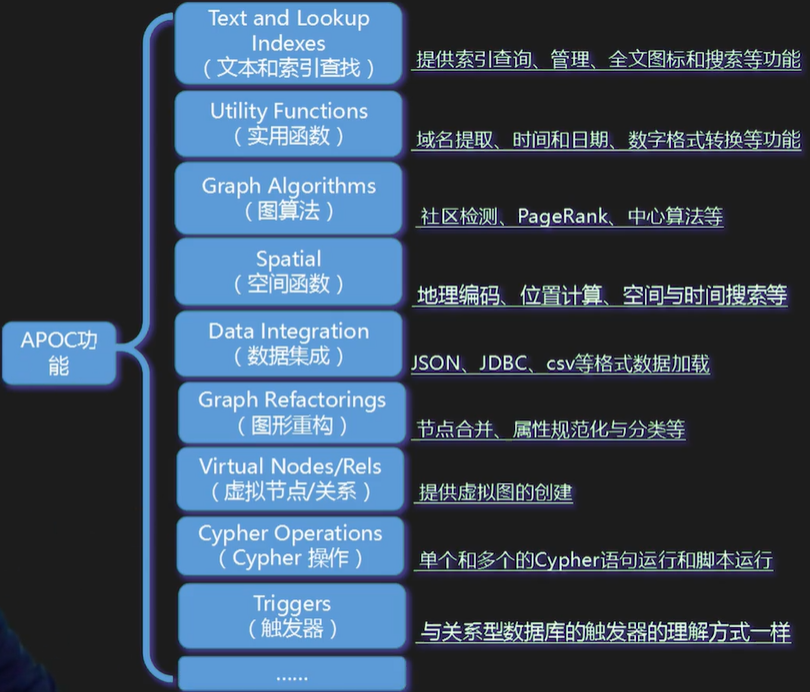 APOC功
能
Text and Lookup
Indexes
（文本和索引查找）
提供索引查询、管理、全文图标和搜索等功能
Utility Functions
（实用函数）
域名提取、时间和日期、数字格式转换等功能
Graph Algorithms
（图算法）
社区检测、PageRank、中心算法等
Spatial
（空间函数）
地理编码、位置计算、空间与时间搜索等
Data Integration
（数据集成）
JSON、JDBC、csv等格式数据加载
Graph Refactorings
（图形重构）
节点合并、属性规范化与分类等
Virtual Nodes/Rels
（虚拟节点/关系）
提供虚拟图的创建
Cypher Operations
（Cypher 操作）
单个和多个的Cypher语句运行和脚本运行
Triggers
（触发器）
与关系型数据库的触发器的理解方式一样
……